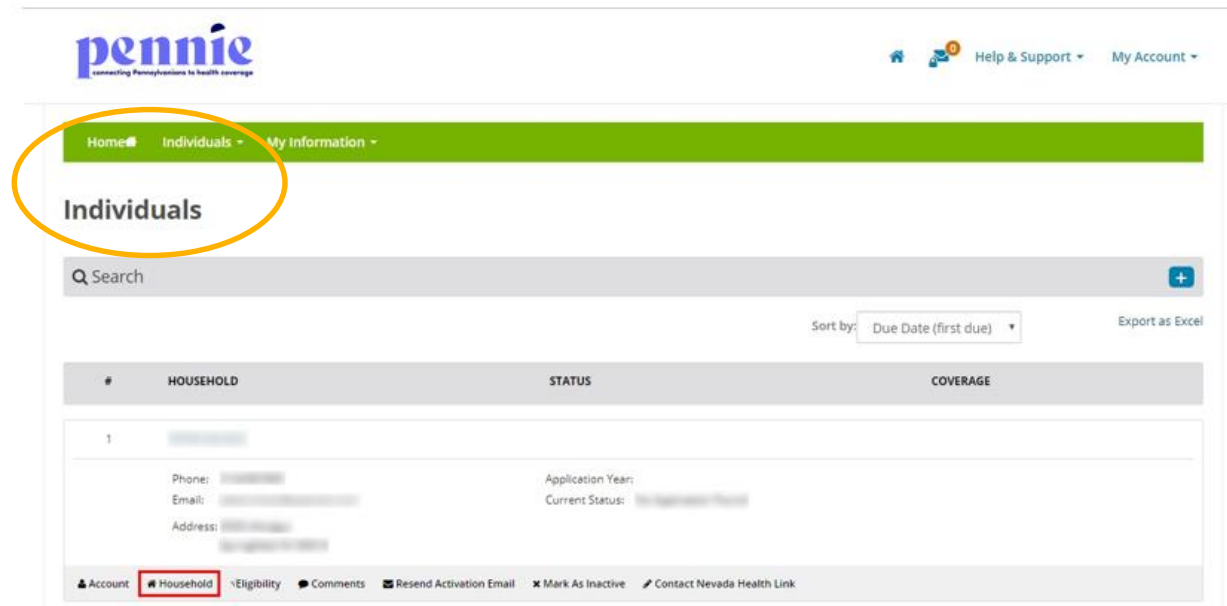 pennie
connecting Pennsylvanians to health coverage
0 Help & Support My Account
Home Individuals My Information
Individuals
Search +
Sort by: Due Date (first due) Export as Excel
# HOUSEHOLD STATUS COVERAGE
1
Phone: Application Year:
Email: Current Status:
Address:
Account Household Eligibility Comments Resend Activation Email Mark As Inactive Contact Nevada Health Link